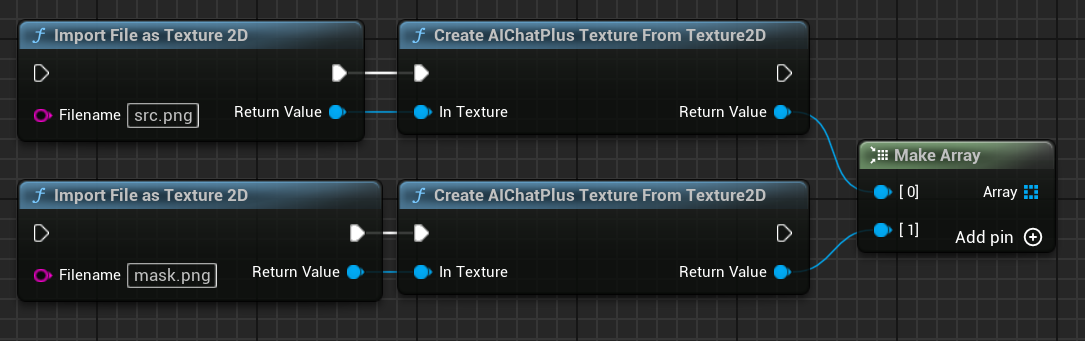 f Import File as Texture 2D
Filename src.png Return Value
f Create AIChatPlus Texture From Texture2D
In Texture Return Value
Make Array
[ 0] Array
[ 1]
Add pin
f Import File as Texture 2D
Filename mask.png Return Value
f Create AIChatPlus Texture From Texture2D
In Texture Return Value